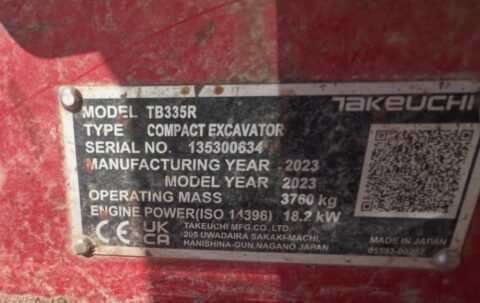 TAKEUCHI
MODEL TB335R
TYPE COMPACT EXCAVATOR
SERIAL NO. 135300634
MANUFACTURING YEAR 2023
MODEL YEAR 2023
OPERATING MASS 3760 kg
ENGINE POWER(ISO 14396) 18.2 kW
CE UK CA
TAKEUCHI MFG.CO.,LTD.
205 UWADAIRA SAKAKI-MACHI,
HANISHINA-GUN,NAGANO JAPAN
MADE IN JAPAN